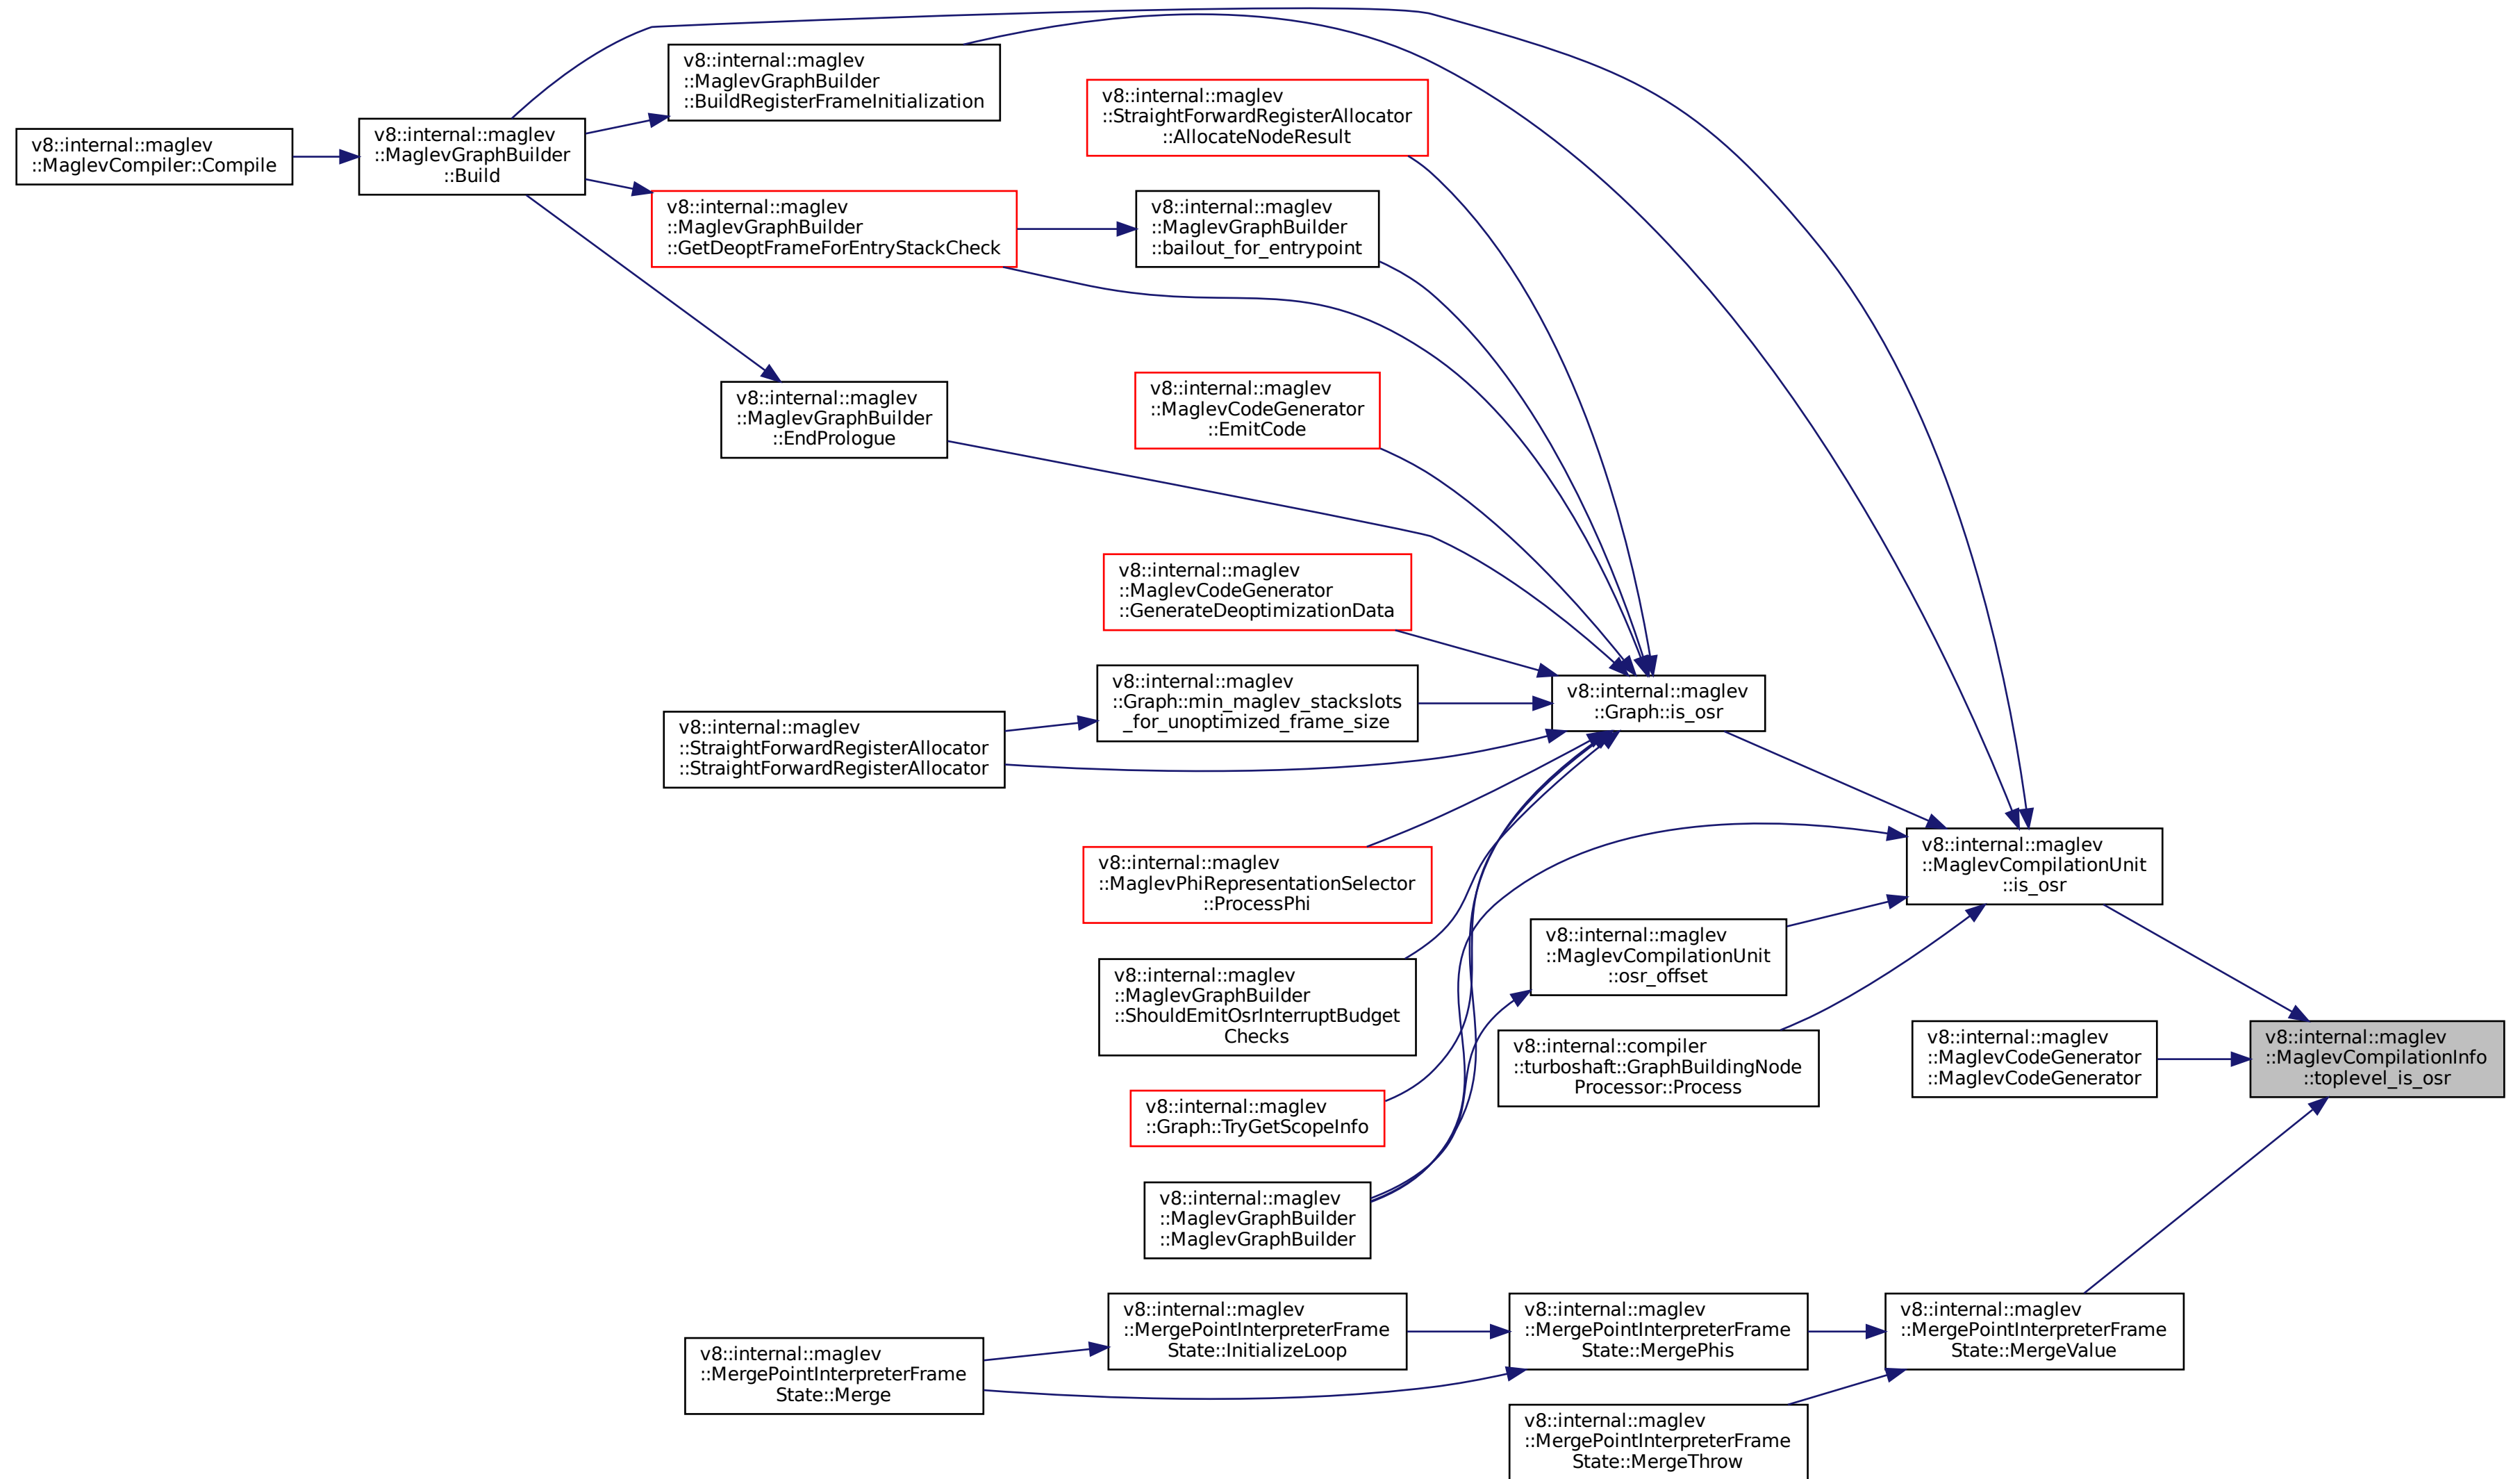 v8::internal::maglev
::MaglevCompiler::Compile
v8::internal::maglev
::MaglevGraphBuilder
::Build
v8::internal::maglev
::MaglevGraphBuilder
::BuildRegisterFrameInitialization
v8::internal::maglev
::MaglevGraphBuilder
::GetDeoptFrameForEntryStackCheck
v8::internal::maglev
::MaglevGraphBuilder
::EndPrologue
v8::internal::maglev
::StraightForwardRegisterAllocator
::StraightForwardRegisterAllocator
v8::internal::maglev
::MergePointInterpreterFrame
State::Merge
v8::internal::maglev
::StraightForwardRegisterAllocator
::AllocateNodeResult
v8::internal::maglev
::MaglevGraphBuilder
::bailout_for_entrypoint
v8::internal::maglev
::MaglevCodeGenerator
::EmitCode
v8::internal::maglev
::MaglevCodeGenerator
::GenerateDeoptimizationData
v8::internal::maglev
::Graph::min_maglev_stackslots
_for_unoptimized_frame_size
v8::internal::maglev
::MaglevPhiRepresentationSelector
::ProcessPhi
v8::internal::maglev
::MaglevGraphBuilder
::ShouldEmitOsrInterruptBudget
Checks
v8::internal::maglev
::Graph::TryGetScopeInfo
v8::internal::maglev
::MaglevGraphBuilder
::MaglevGraphBuilder
v8::internal::maglev
::MergePointInterpreterFrame
State::InitializeLoop
v8::internal::maglev
::Graph::is_osr
v8::internal::maglev
::MaglevCompilationUnit
::osr_offset
v8::internal::compiler
::turboshaft::GraphBuildingNode
Processor::Process
v8::internal::maglev
::MergePointInterpreterFrame
State::MergePhis
v8::internal::maglev
::MergePointInterpreterFrame
State::MergeThrow
v8::internal::maglev
::MaglevCompilationUnit
::is_osr
v8::internal::maglev
::MaglevCodeGenerator
::MaglevCodeGenerator
v8::internal::maglev
::MergePointInterpreterFrame
State::MergeValue
v8::internal::maglev
::MaglevCompilationInfo
::toplevel_is_osr